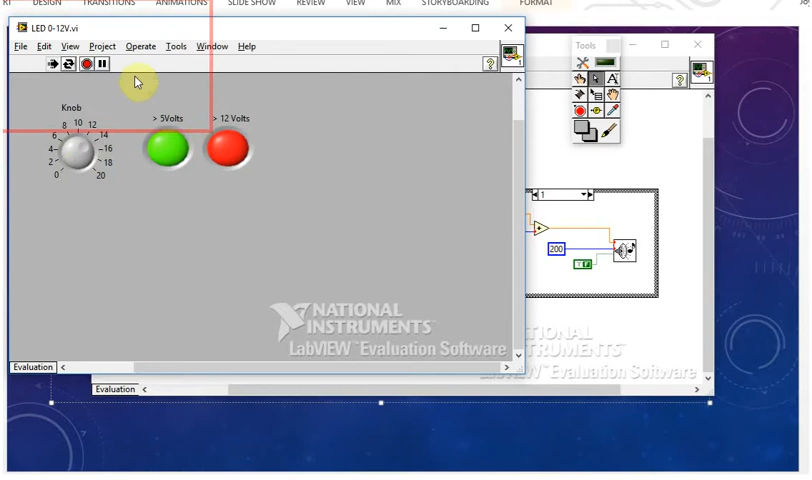 RT DESIGN TRANSITIONS ANIMATIONS SLIDE SHOW REVIEW VIEW MIX STORYBOARDING FORMAT
LED 0-12V.vi
File Edit View Project Operate Tools Window Help
Tools
Knob
0 2 4 6 8 10 12 14 16 18 20
> 5Volts
> 12 Volts
1
200
T F
NATIONAL
INSTRUMENTS
LabVIEW Evaluation Software
Evaluation
Evaluation